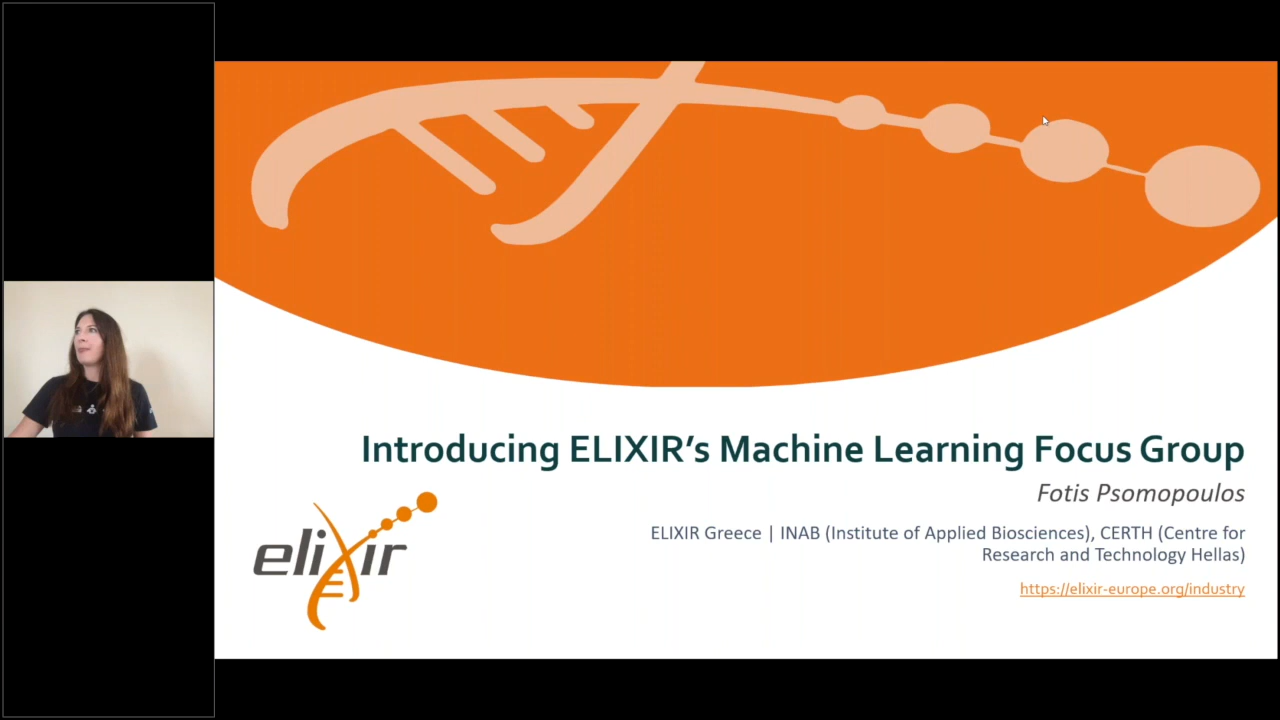 Introducing ELIXIR's Machine Learning Focus Group
Fotis Psomopoulos
ELIXIR Greece | INAB (Institute of Applied Biosciences), CERTH (Centre for
Research and Technology Hellas)
https://elixir-europe.org/industry
elixir